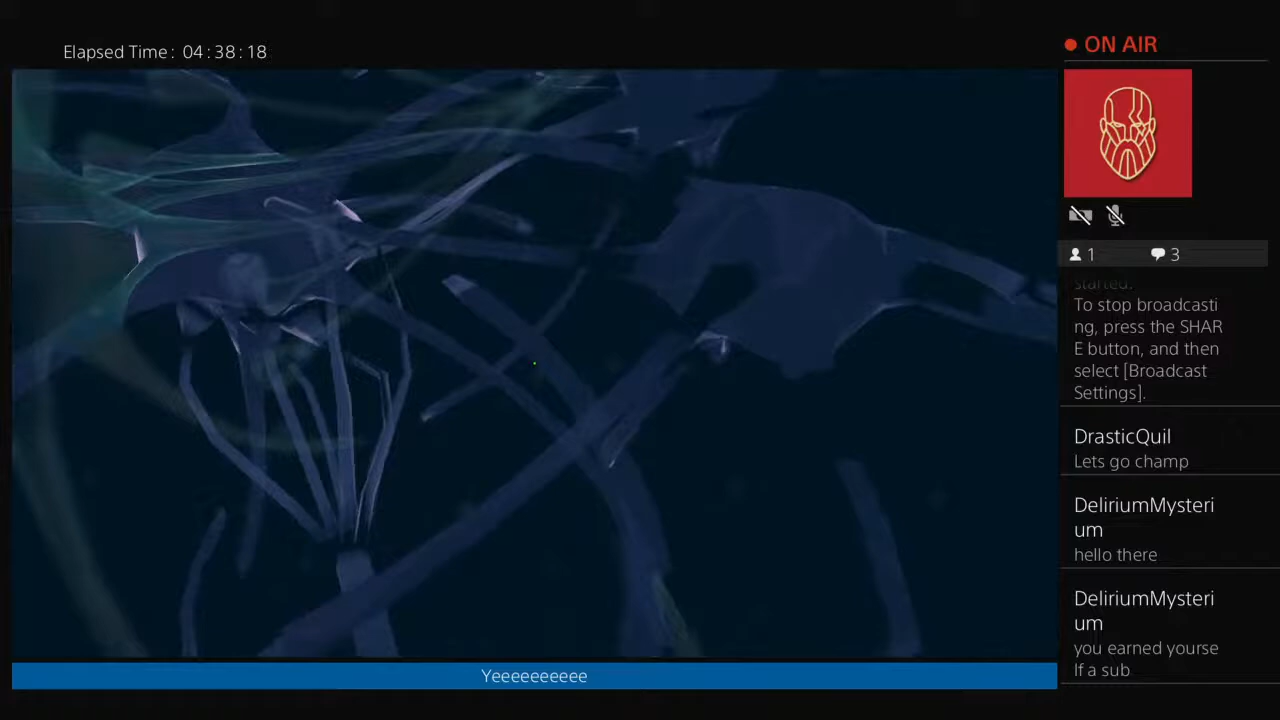 Elapsed Time: 04:38:18
ON AIR
1
3
started.
To stop broadcasti
ng, press the SHAR
E button, and then
select [Broadcast
Settings].
DrasticQuil
Lets go champ
DeliriumMysteri
um
hello there
DeliriumMysteri
um
you earned yourse
lf a sub
Yeeeeeeeeee